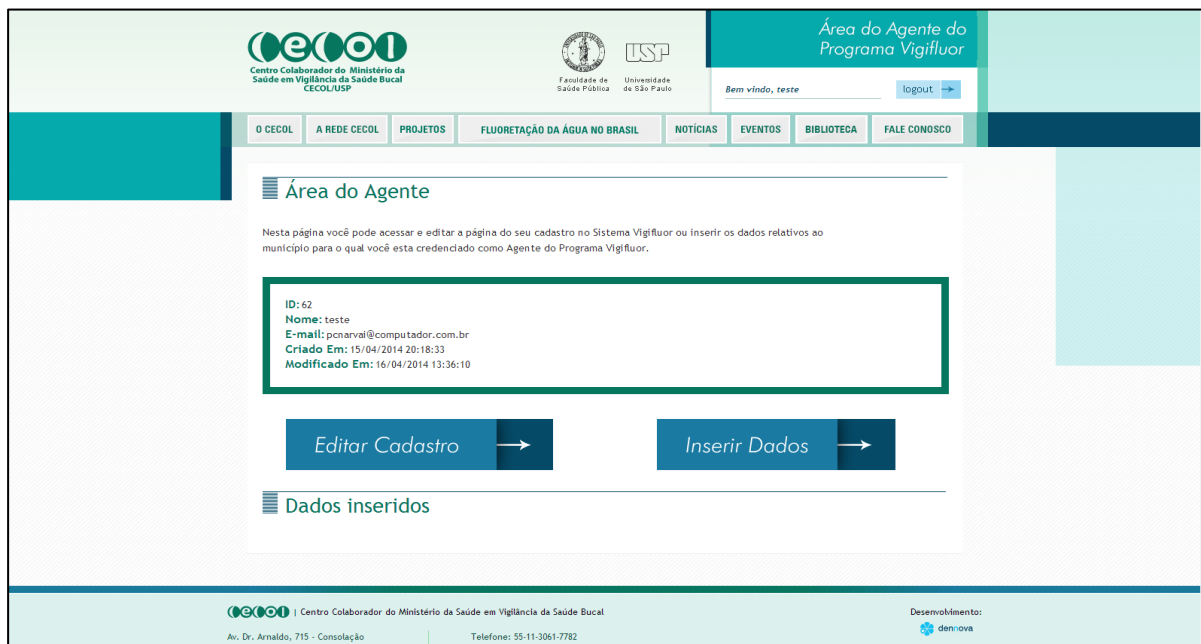 CECOL
Centro Colaborador do Ministério da
Saúde em Vigilância da Saúde Bucal
CECOL/USP
Faculdade de
Saúde Pública
USP
Universidade
de São Paulo
Área do Agente do
Programa Vigifluor
Bem vindo, teste
logout
O CECOL
A REDE CECOL
PROJETOS
FLUORETAÇÃO DA ÁGUA NO BRASIL
NOTÍCIAS
EVENTOS
BIBLIOTECA
FALE CONOSCO
Área do Agente
Nesta página você pode acessar e editar a página do seu cadastro no Sistema Vigifluor ou inserir os dados relativos ao
município para o qual você esta credenciado como Agente do Programa Vigifluor.
ID: 62
Nome: teste
E-mail: pcnarvai@computador.com.br
Criado Em: 15/04/2014 20:18:33
Modificado Em: 16/04/2014 13:36:10
Editar Cadastro
Inserir Dados
Dados inseridos
CECOL | Centro Colaborador do Ministério da Saúde em Vigilância da Saúde Bucal
Av. Dr. Arnaldo, 715 - Consolação
Telefone: 55-11-3061-7782
Desenvolvimento:
dennova